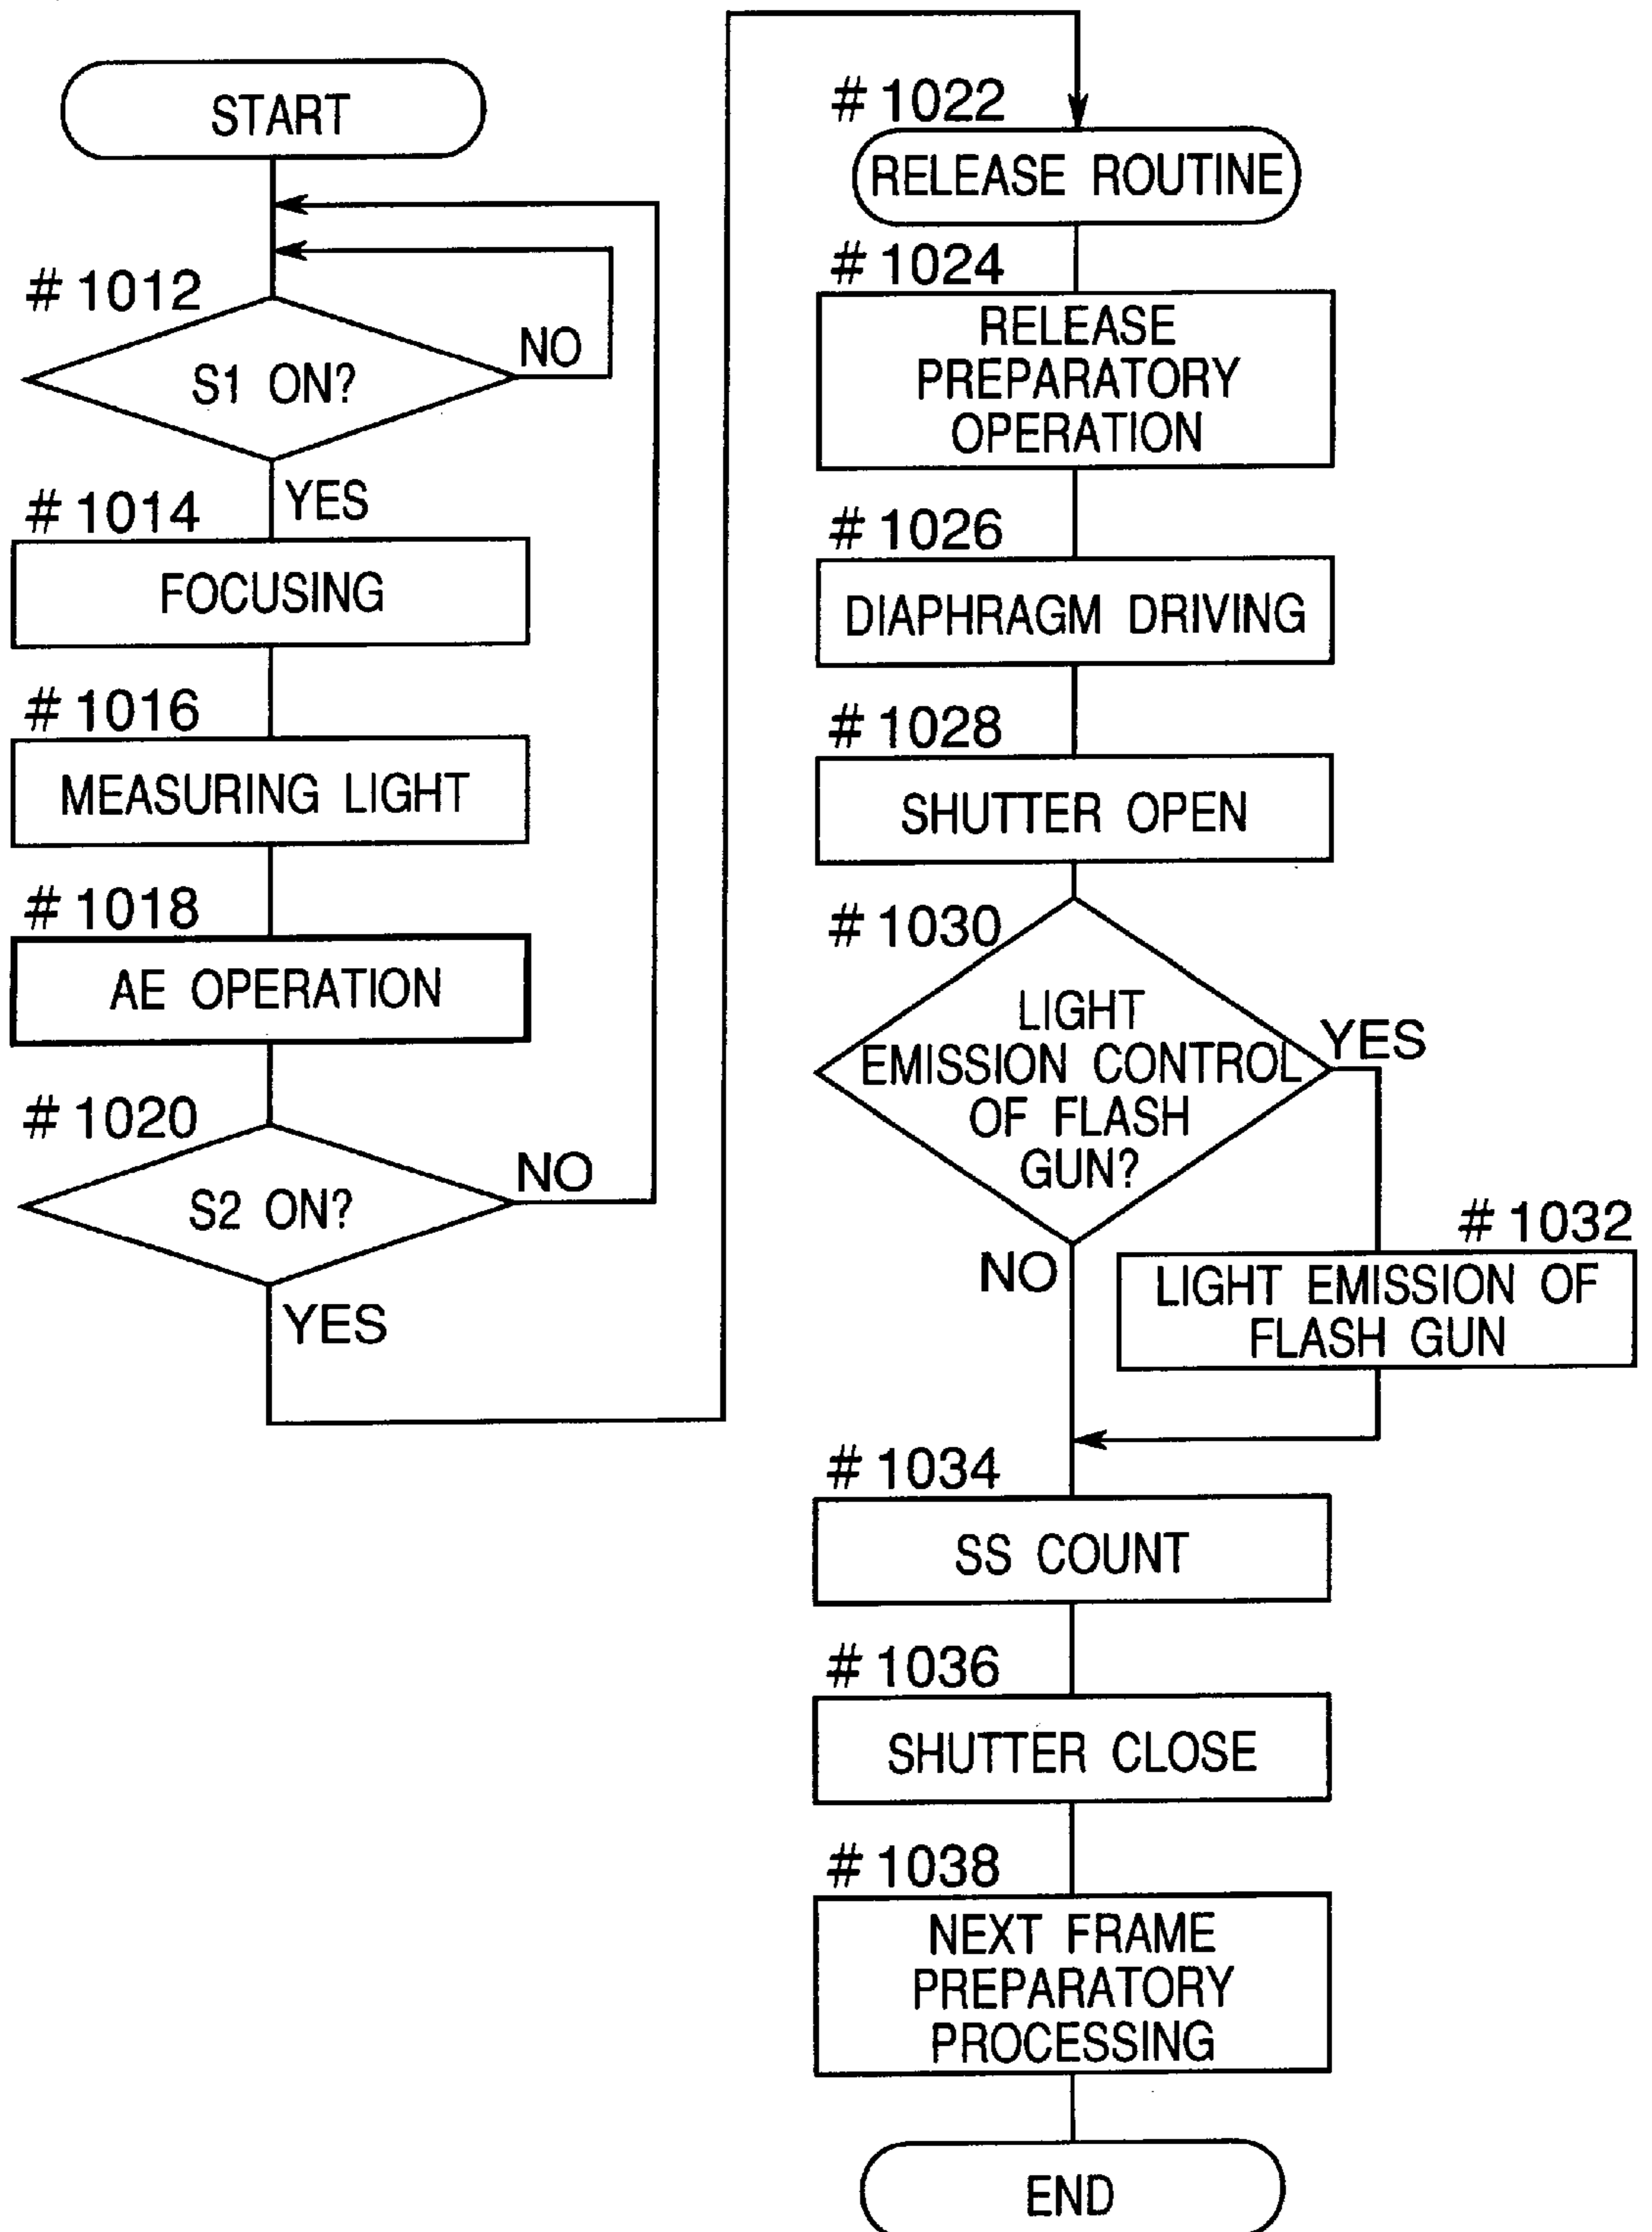 START
# 1012
S1 ON?
NO
YES
# 1014
FOCUSING
# 1016
MEASURING LIGHT
# 1018
AE OPERATION
# 1020
S2 ON?
NO
YES
# 1022
RELEASE ROUTINE
# 1024
RELEASE
PREPARATORY
OPERATION
# 1026
DIAPHRAGM DRIVING
# 1028
SHUTTER OPEN
# 1030
LIGHT
EMISSION CONTROL
OF FLASH
GUN?
YES
NO
# 1032
LIGHT EMISSION OF
FLASH GUN
# 1034
SS COUNT
# 1036
SHUTTER CLOSE
# 1038
NEXT FRAME
PREPARATORY
PROCESSING
END